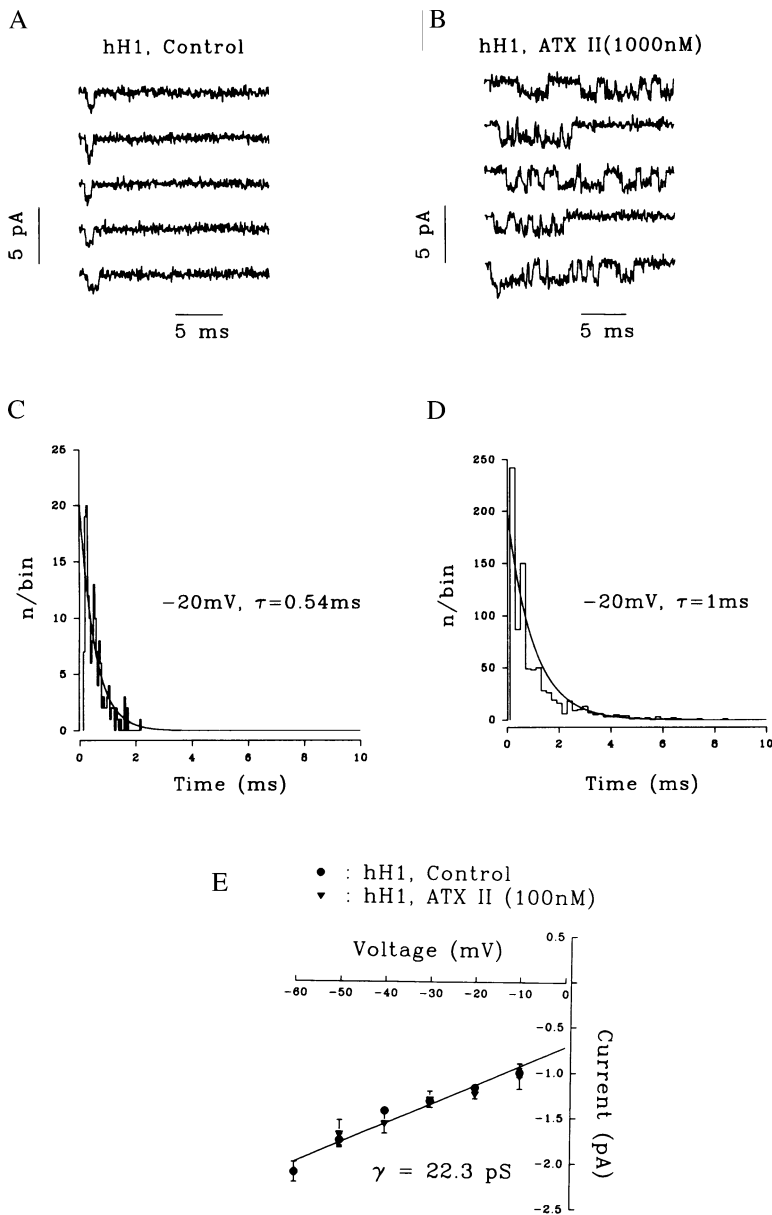 A
hH1, Control
5 pA
5 ms
B
hH1, ATX II(1000nM)
5 pA
5 ms
C
25
20
15
10
5
0
n/bin
−20mV, τ=0.54ms
0 2 4 6 8 10
Time (ms)
D
250
200
150
100
50
0
n/bin
−20mV, τ=1ms
0 2 4 6 8 10
Time (ms)
E
● : hH1, Control
▼ : hH1, ATX II (100nM)
Voltage (mV)
−60 −50 −40 −30 −20 −10 0
0.5
−0.5
−1.0
−1.5
−2.0
−2.5
Current (pA)
γ = 22.3 pS